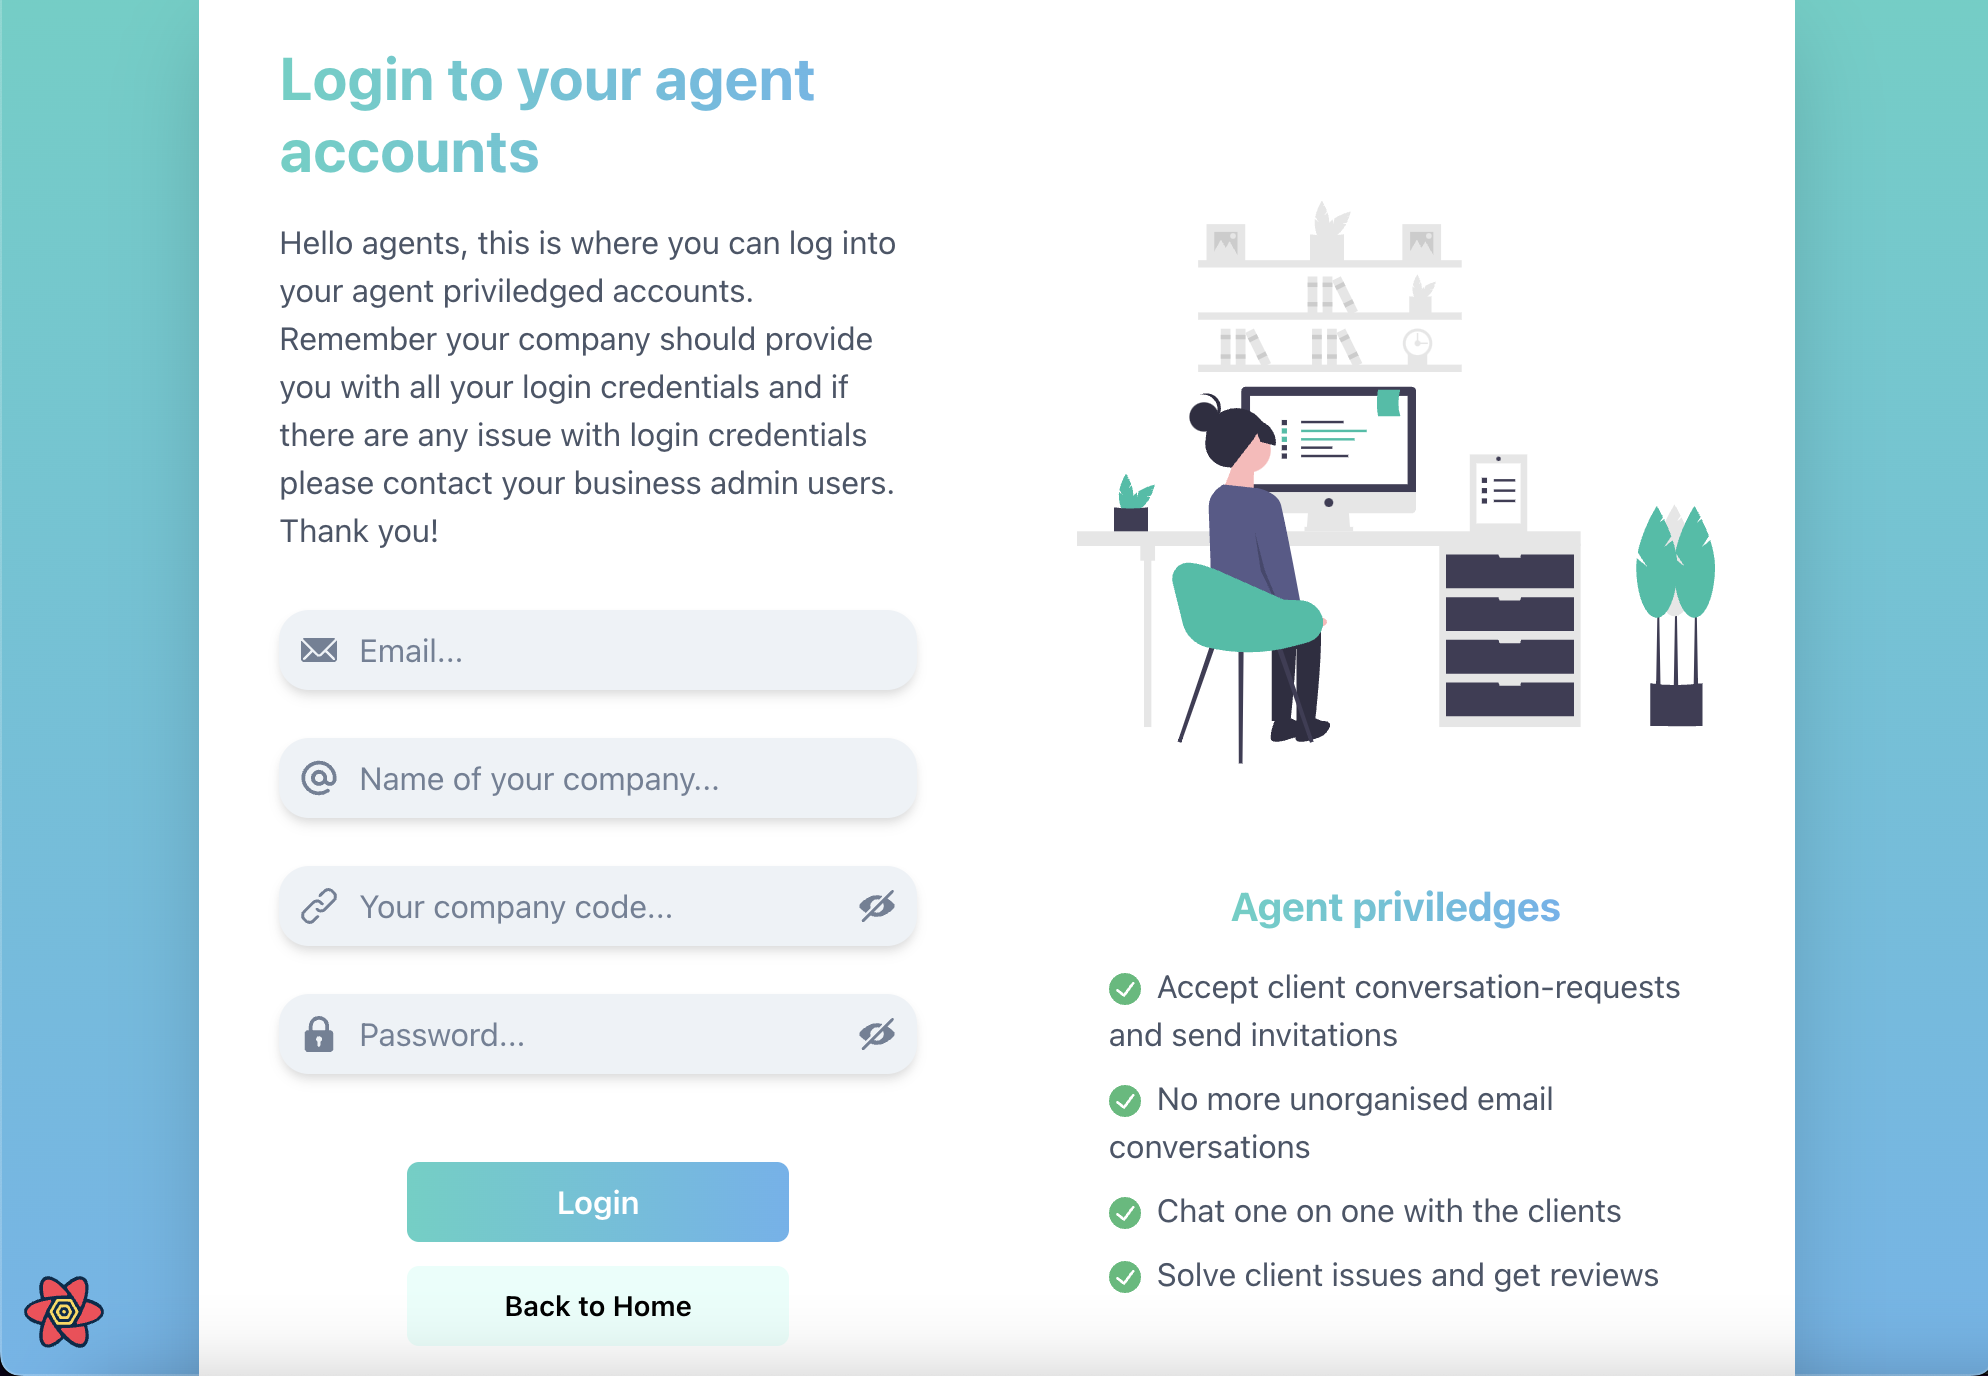 Login to your agent
accounts
Hello agents, this is where you can log into
your agent priviledged accounts.
Remember your company should provide
you with all your login credentials and if
there are any issue with login credentials
please contact your business admin users.
Thank you!
Email...
Name of your company...
Your company code...
Password...
Login
Back to Home
Agent priviledges
Accept client conversation-requests
and send invitations
No more unorganised email
conversations
Chat one on one with the clients
Solve client issues and get reviews